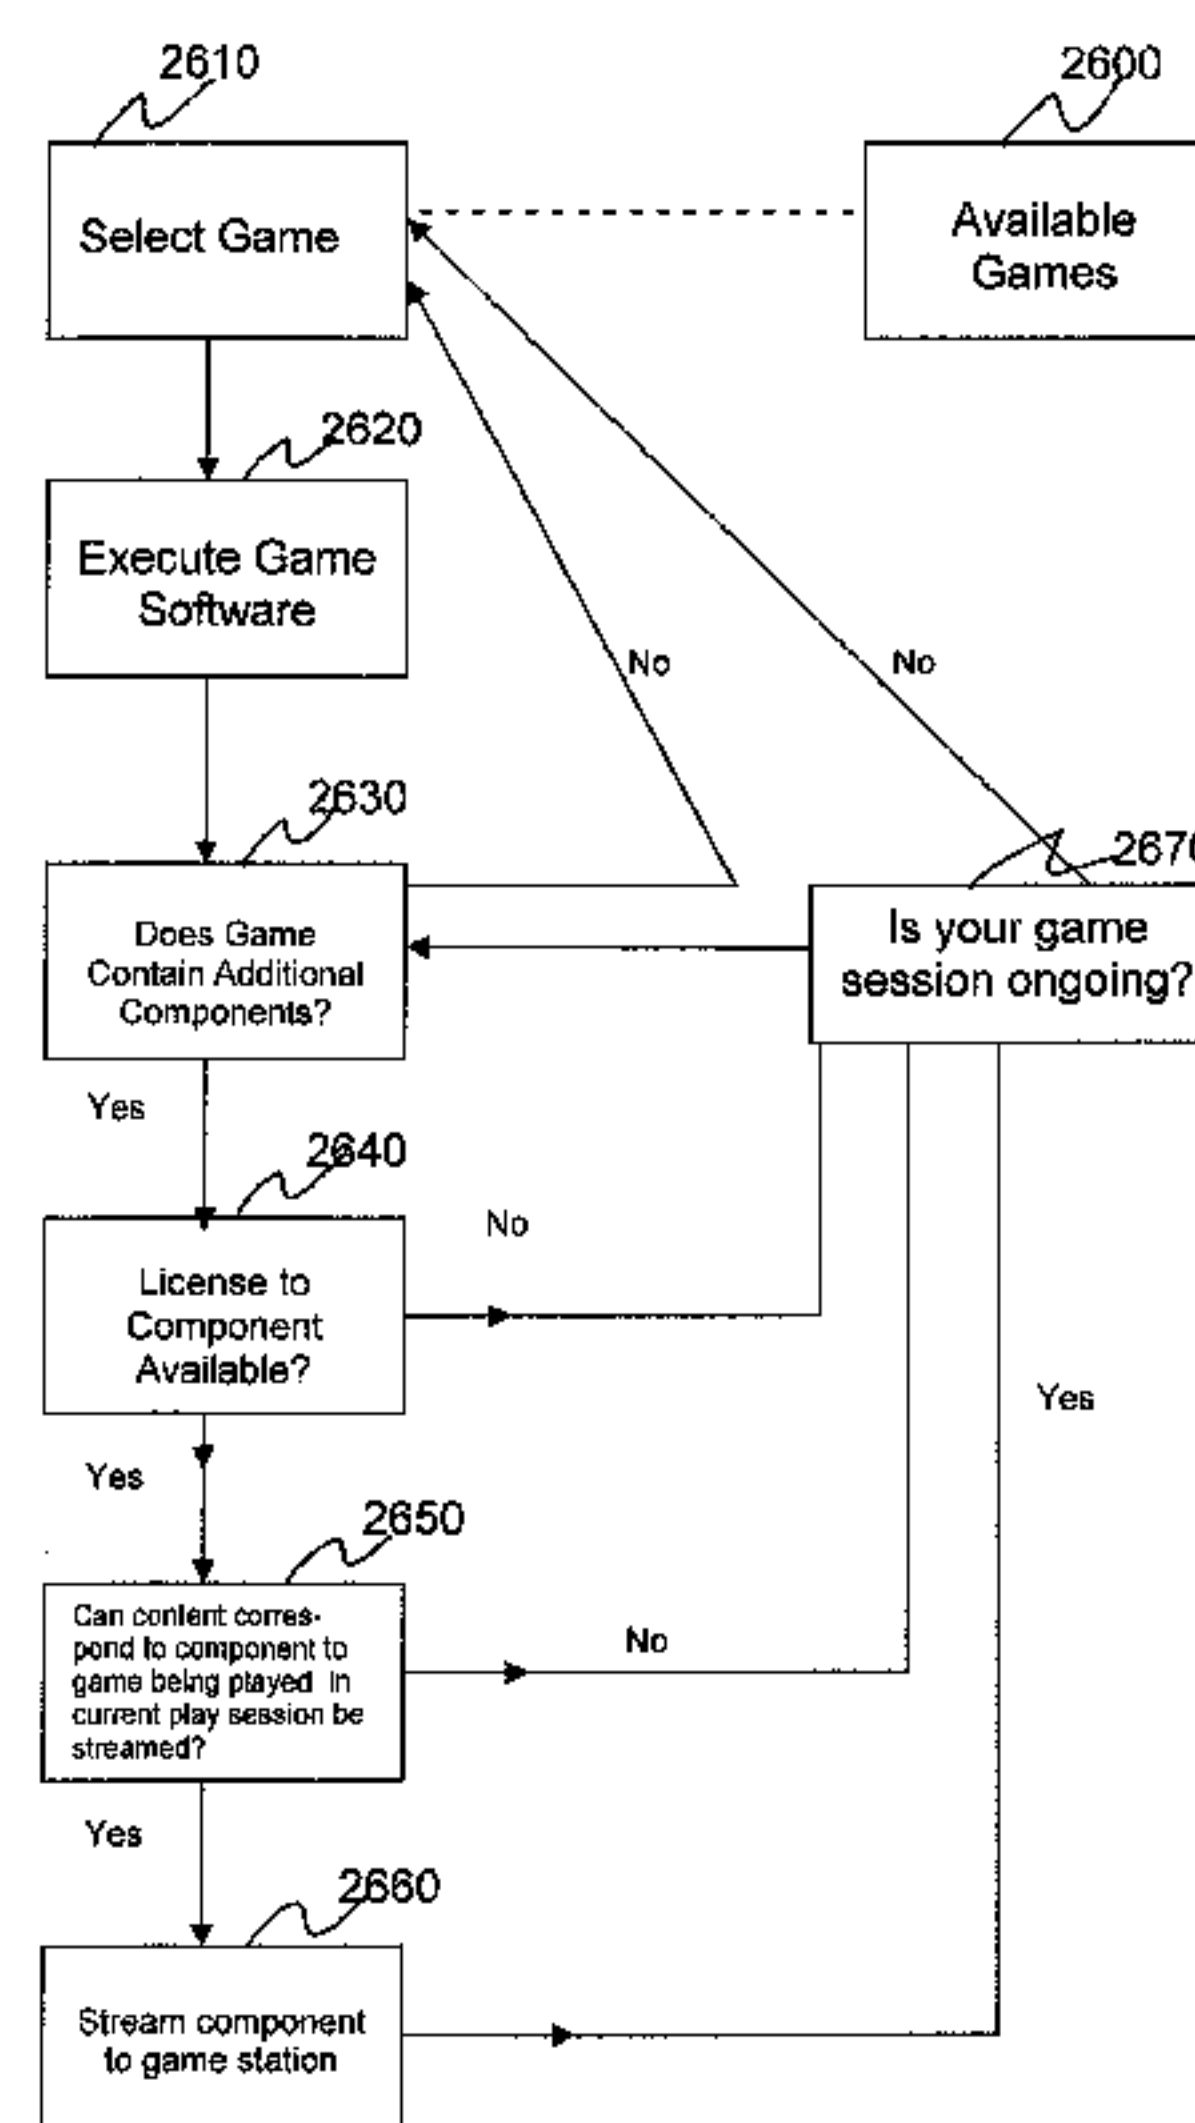 2610
2600
Select Game
Available
Games
2620
Execute Game
Software
No
No
2630
2670
Does Game
Contain Additional
Components?
Is your game
session ongoing?
Yes
2640
No
License to
Component
Available?
Yes
Yes
2650
Can content corres-
pond to component to
game being played in
current play session be
streamed?
No
Yes
2660
Stream component
to game station